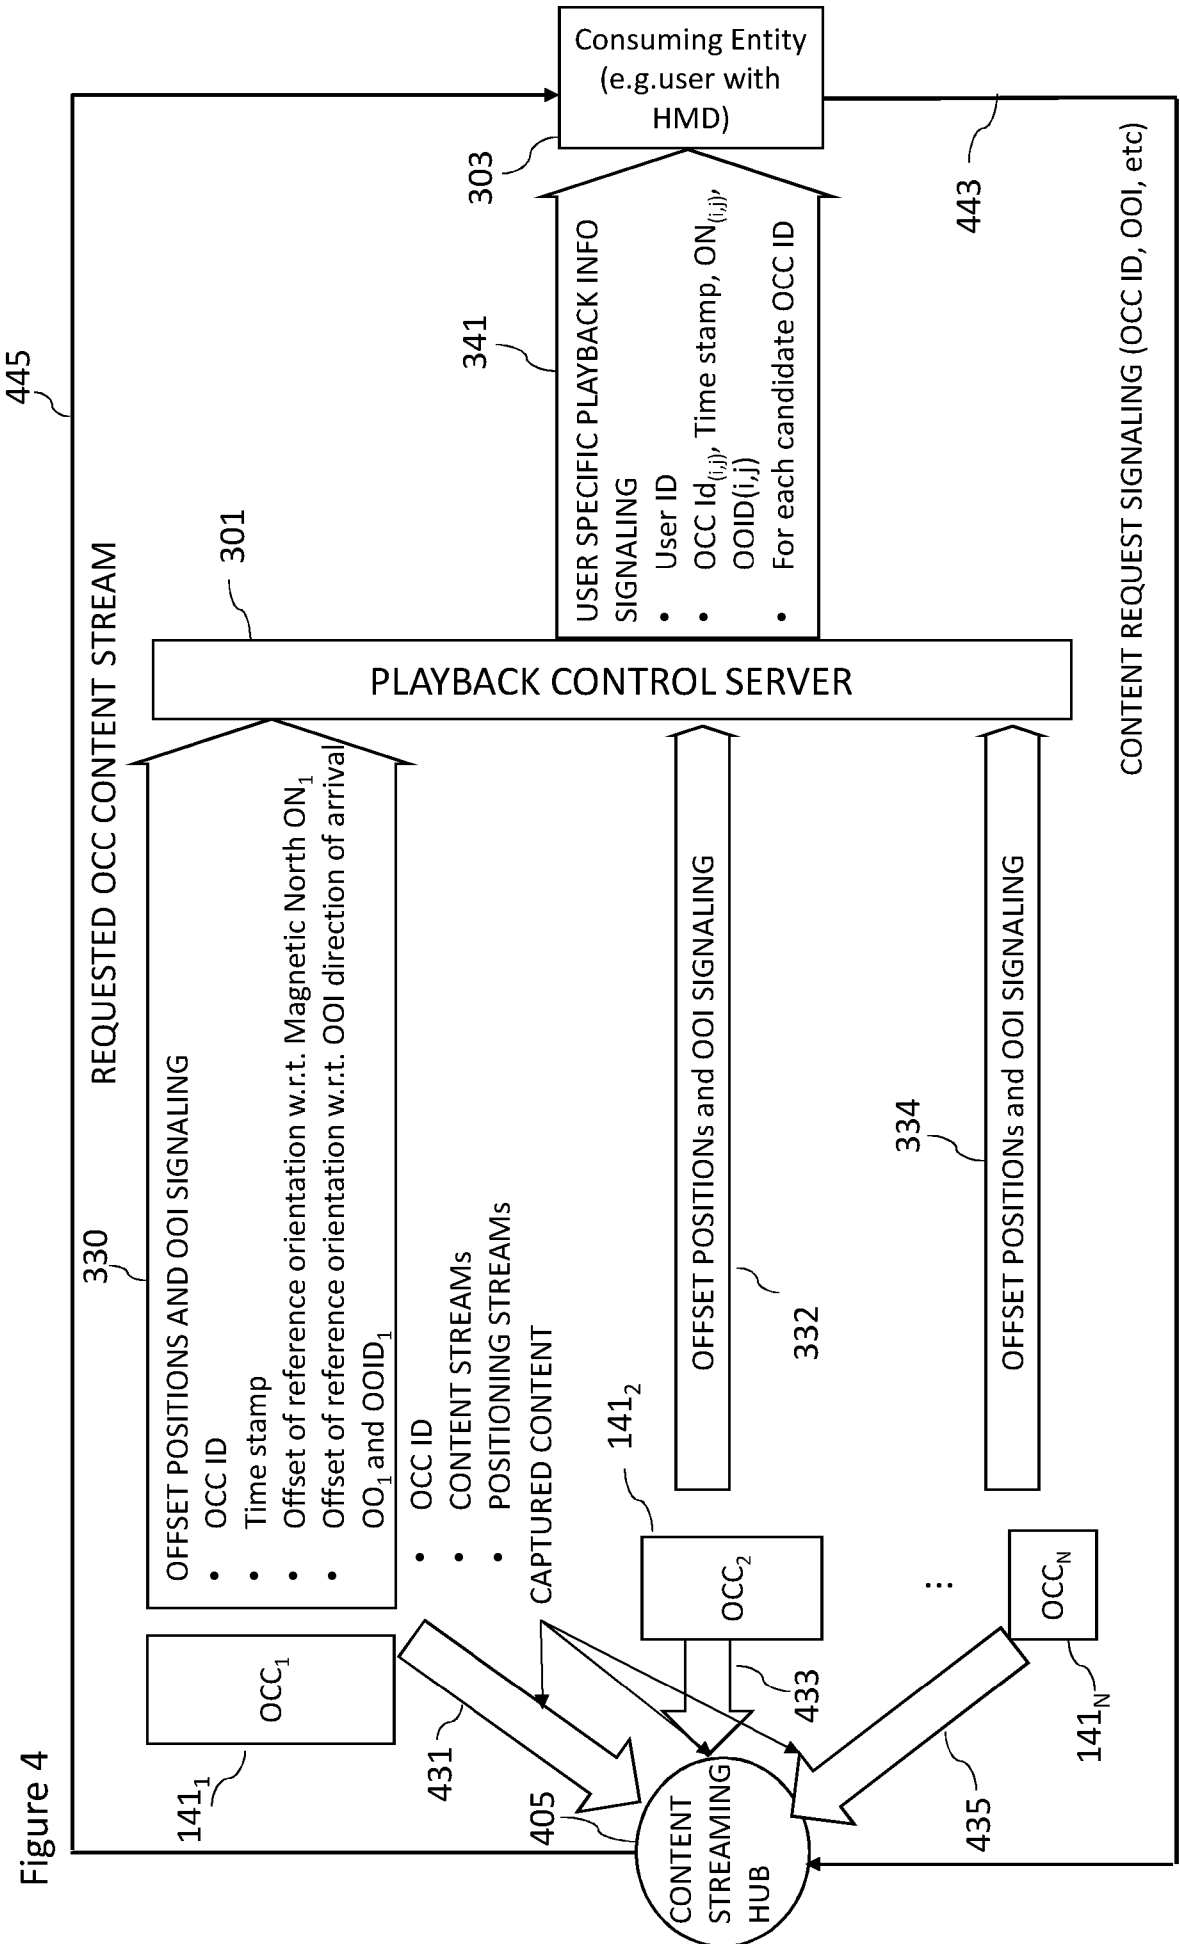 Figure 4
REQUESTED OCC CONTENT STREAM
445
141₁
OCC₁
330
OFFSET POSITIONS AND OOI SIGNALING
• OCC ID
• Time stamp
• Offset of reference orientation w.r.t. Magnetic North ON₁
• Offset of reference orientation w.r.t. OOI direction of arrival
OO₁ and OOID₁
301
PLAYBACK CONTROL SERVER
431
• OCC ID
• CONTENT STREAMs
• POSITIONING STREAMs
CAPTURED CONTENT
405
CONTENT
STREAMING
HUB
433
141₂
OCC₂
OFFSET POSITIONs and OOI SIGNALING
332
...
435
141N
OCCN
334
OFFSET POSITIONs and OOI SIGNALING
341
USER SPECIFIC PLAYBACK INFO
SIGNALING
• User ID
• OCC Id(i,j), Time stamp, ON(i,j),
OOID(i,j)
• For each candidate OCC ID
303
Consuming Entity
(e.g.user with
HMD)
443
CONTENT REQUEST SIGNALING (OCC ID, OOI, etc)